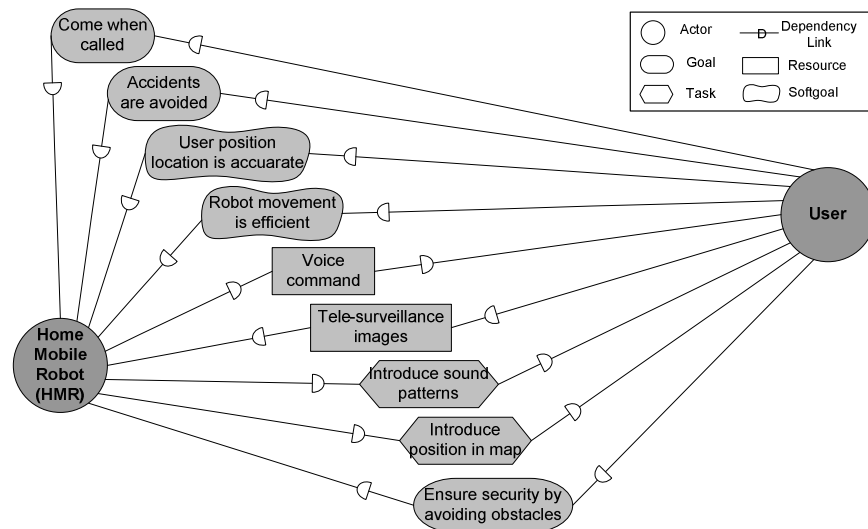 Come when
called
Accidents
are avoided
User position
location is accuarate
Robot movement
is efficient
Voice
command
Tele-surveillance
images
Introduce sound
patterns
Introduce
position in map
Ensure security by
avoiding obstacles
Home
Mobile
Robot
(HMR)
User
Actor
D
Dependency
Link
Goal
Resource
Task
Softgoal